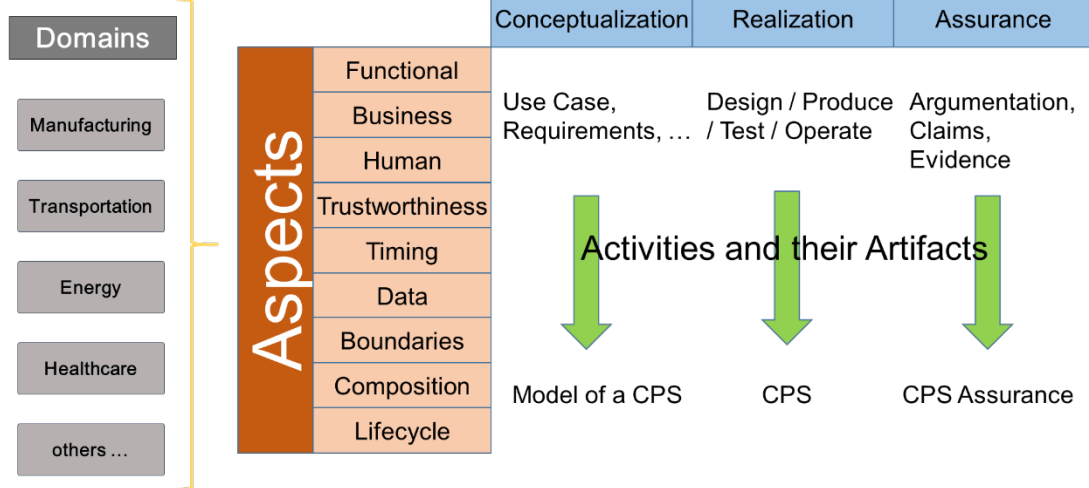 Domains
Manufacturing
Transportation
Energy
Healthcare
others …
Aspects
Functional
Business
Human
Trustworthiness
Timing
Data
Boundaries
Composition
Lifecycle
Conceptualization
Realization
Assurance
Use Case,
Requirements, …
Design / Produce
/ Test / Operate
Argumentation,
Claims,
Evidence
Activities and their Artifacts
Model of a CPS
CPS
CPS Assurance